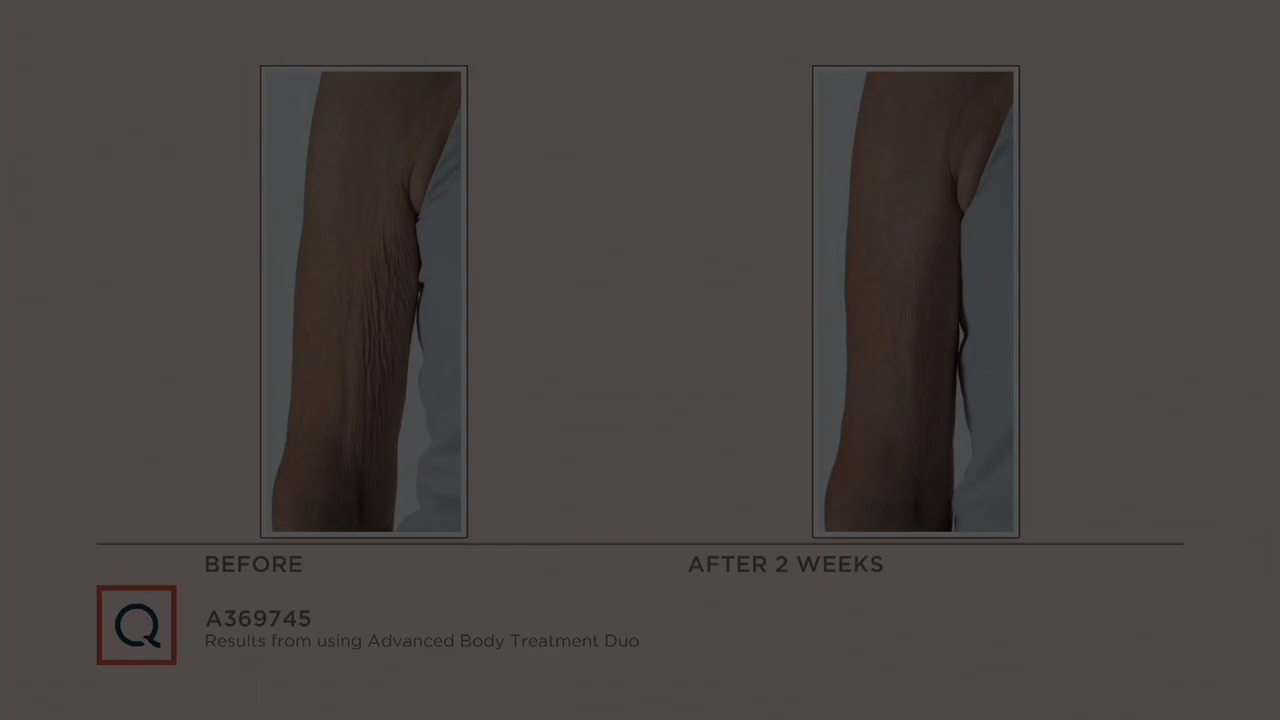 BEFORE
AFTER 2 WEEKS
Q
A369745
Results from using Advanced Body Treatment Duo